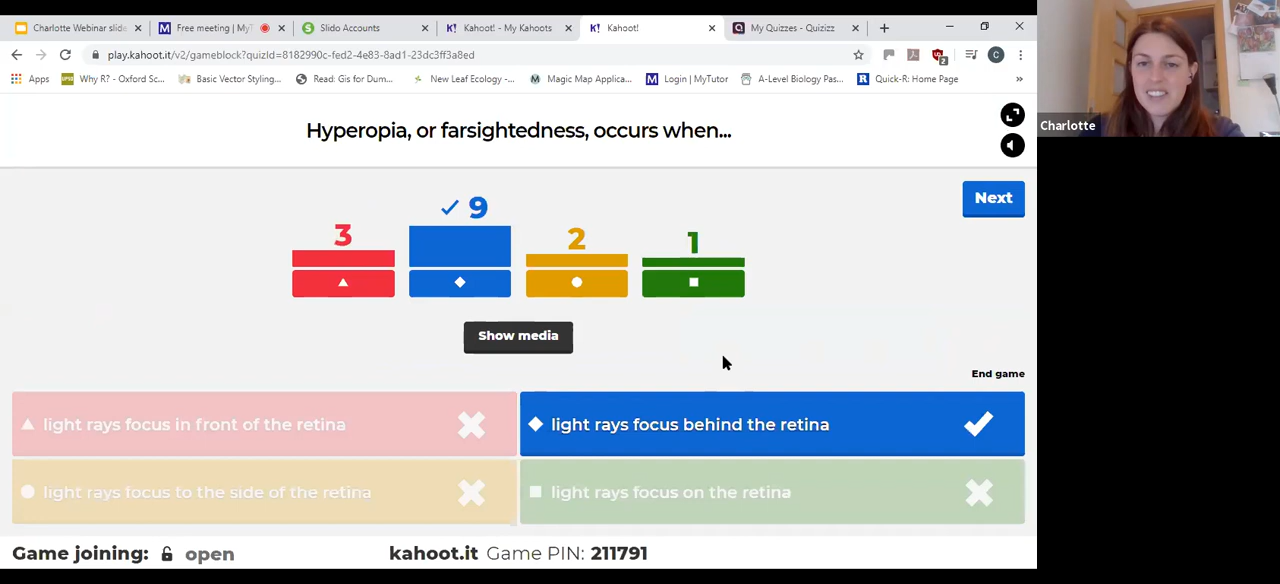 Charlotte Webinar slide
Free meeting | MyT
Slido Accounts
Kahoot! - My Kahoots
Kahoot!
My Quizzes - Quizizz
play.kahoot.it/v2/gameblock?quizId=8182990c-fed2-4e83-8ad1-23dc3ff3a8ed
Apps
Why R? - Oxford Sc...
Basic Vector Styling...
Read: Gis for Dum...
New Leaf Ecology -...
Magic Map Applica...
Login | MyTutor
A-Level Biology Pas...
Quick-R: Home Page
Charlotte
Hyperopia, or farsightedness, occurs when...
Next
3
9
2
1
Show media
End game
light rays focus in front of the retina
light rays focus behind the retina
light rays focus to the side of the retina
light rays focus on the retina
Game joining: open
kahoot.it Game PIN: 211791